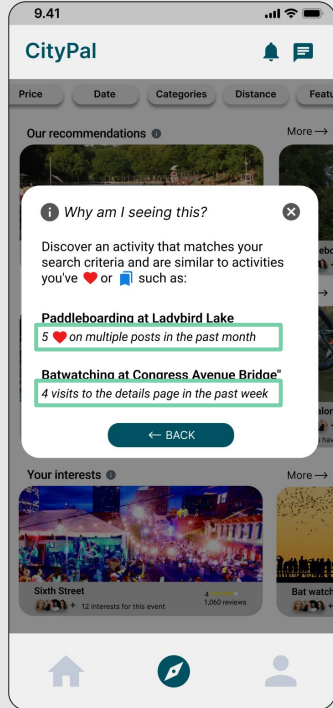 9.41
CityPal
Price Date Categories Distance Featu
Our recommendations
More →
Why am I seeing this?
Discover an activity that matches your
search criteria and are similar to activities
you've ❤ or such as:
Paddleboarding at Ladybird Lake
5 ❤ on multiple posts in the past month
Batwatching at Congress Avenue Bridge"
4 visits to the details page in the past week
← BACK
Your interests
More →
Sixth Street
+ 12 interests for this event
4
1,060 reviews
Bat watch
+